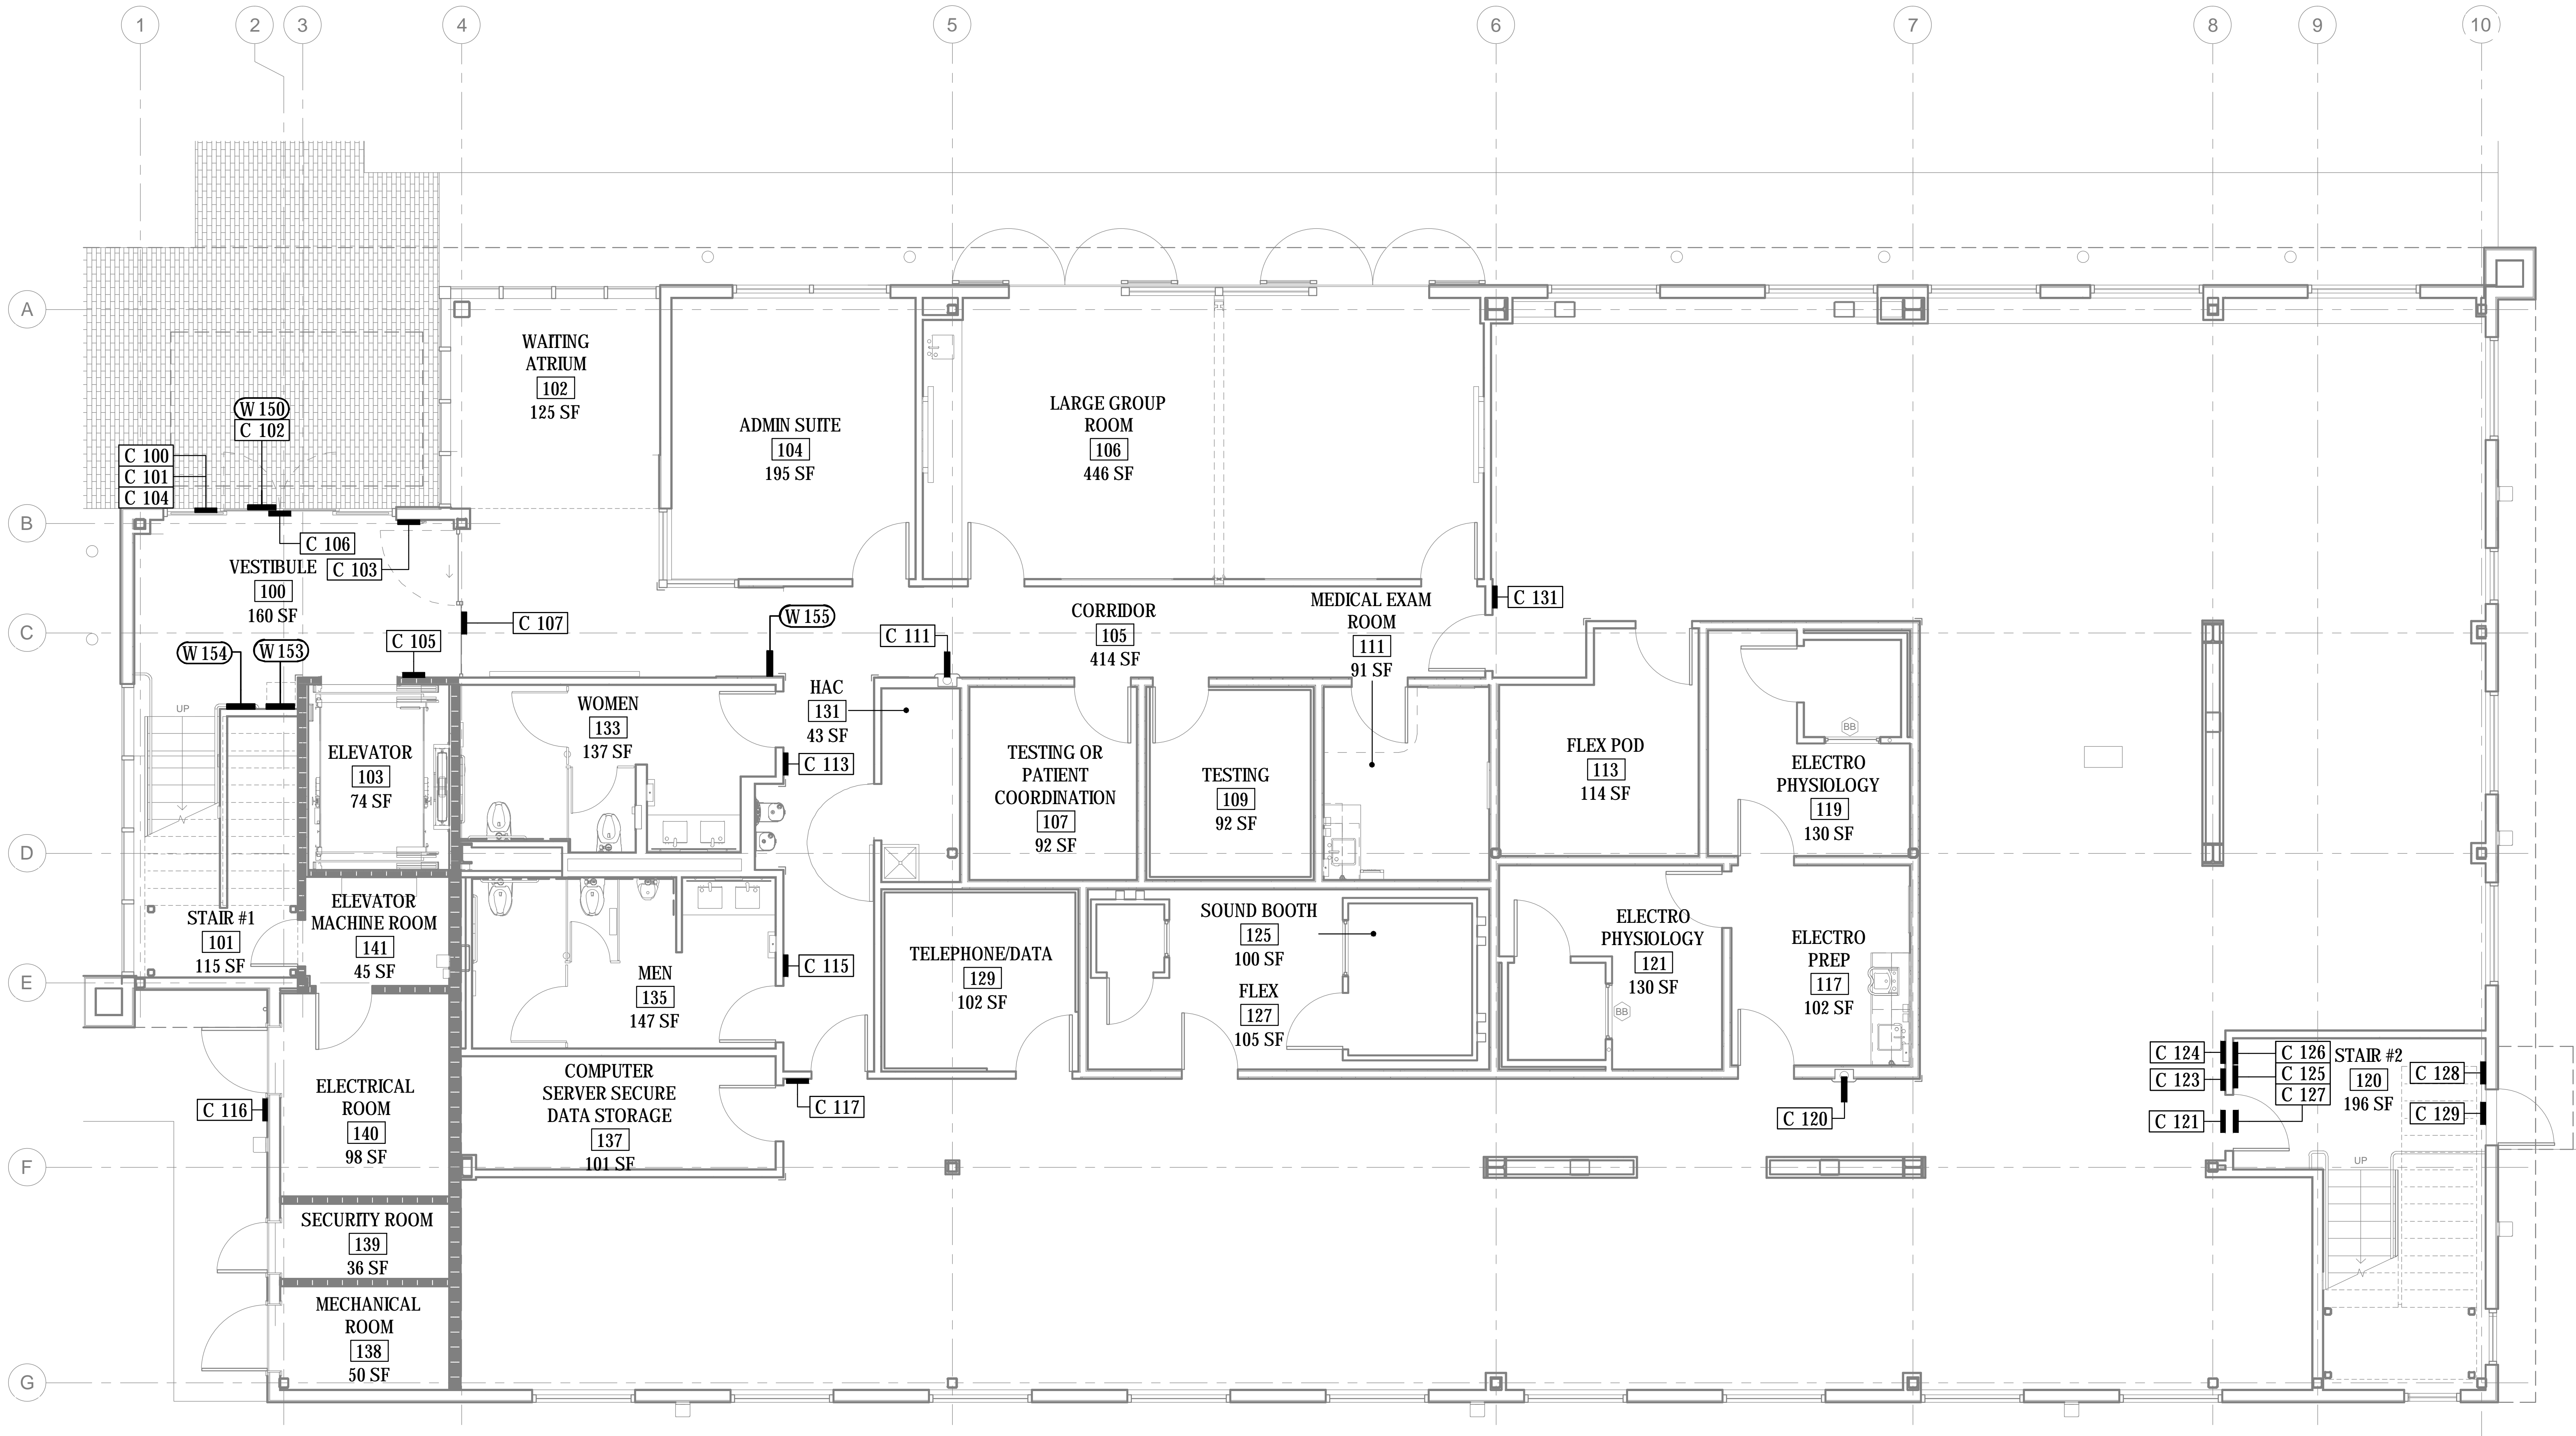 1
2
3
4
5
6
7
8
9
10
A
B
C
D
E
F
G
WAITING
ATRIUM
102
125 SF
ADMIN SUITE
104
195 SF
LARGE GROUP
ROOM
106
446 SF
W 150
C 102
C 100
C 101
C 104
C 106
C 103
VESTIBULE
100
160 SF
C 107
C 105
W 154
W 153
W 155
C 111
CORRIDOR
105
414 SF
MEDICAL EXAM
ROOM
111
91 SF
C 131
UP
ELEVATOR
103
74 SF
WOMEN
133
137 SF
HAC
131
43 SF
C 113
TESTING OR
PATIENT
COORDINATION
107
92 SF
TESTING
109
92 SF
FLEX POD
113
114 SF
BB
ELECTRO
PHYSIOLOGY
119
130 SF
STAIR #1
101
115 SF
ELEVATOR
MACHINE ROOM
141
45 SF
MEN
135
147 SF
C 115
TELEPHONE/DATA
129
102 SF
SOUND BOOTH
125
100 SF
FLEX
127
105 SF
ELECTRO
PHYSIOLOGY
121
130 SF
BB
ELECTRO
PREP
117
102 SF
C 116
ELECTRICAL
ROOM
140
98 SF
COMPUTER
SERVER SECURE
DATA STORAGE
137
101 SF
C 117
C 120
C 124
C 123
C 121
C 126
C 125
C 127
STAIR #2
120
196 SF
C 128
C 129
UP
SECURITY ROOM
139
36 SF
MECHANICAL
ROOM
138
50 SF